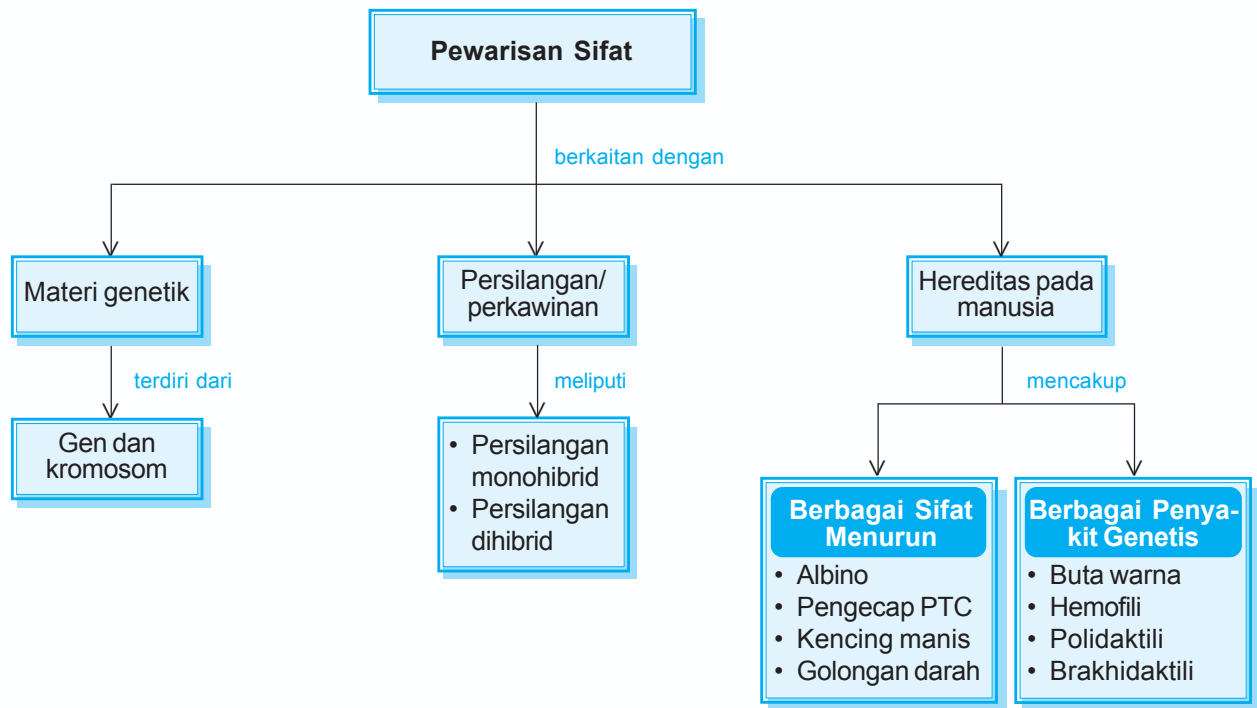 Pewarisan Sifat
berkaitan dengan
Materi genetik
Persilangan/
perkawinan
Hereditas pada
manusia
terdiri dari
meliputi
mencakup
Gen dan
kromosom
• Persilangan
monohibrid
• Persilangan
dihibrid
Berbagai Sifat
Menurun
• Albino
• Pengecap PTC
• Kencing manis
• Golongan darah
Berbagai Penya-
kit Genetis
• Buta warna
• Hemofili
• Polidaktili
• Brakhidaktili